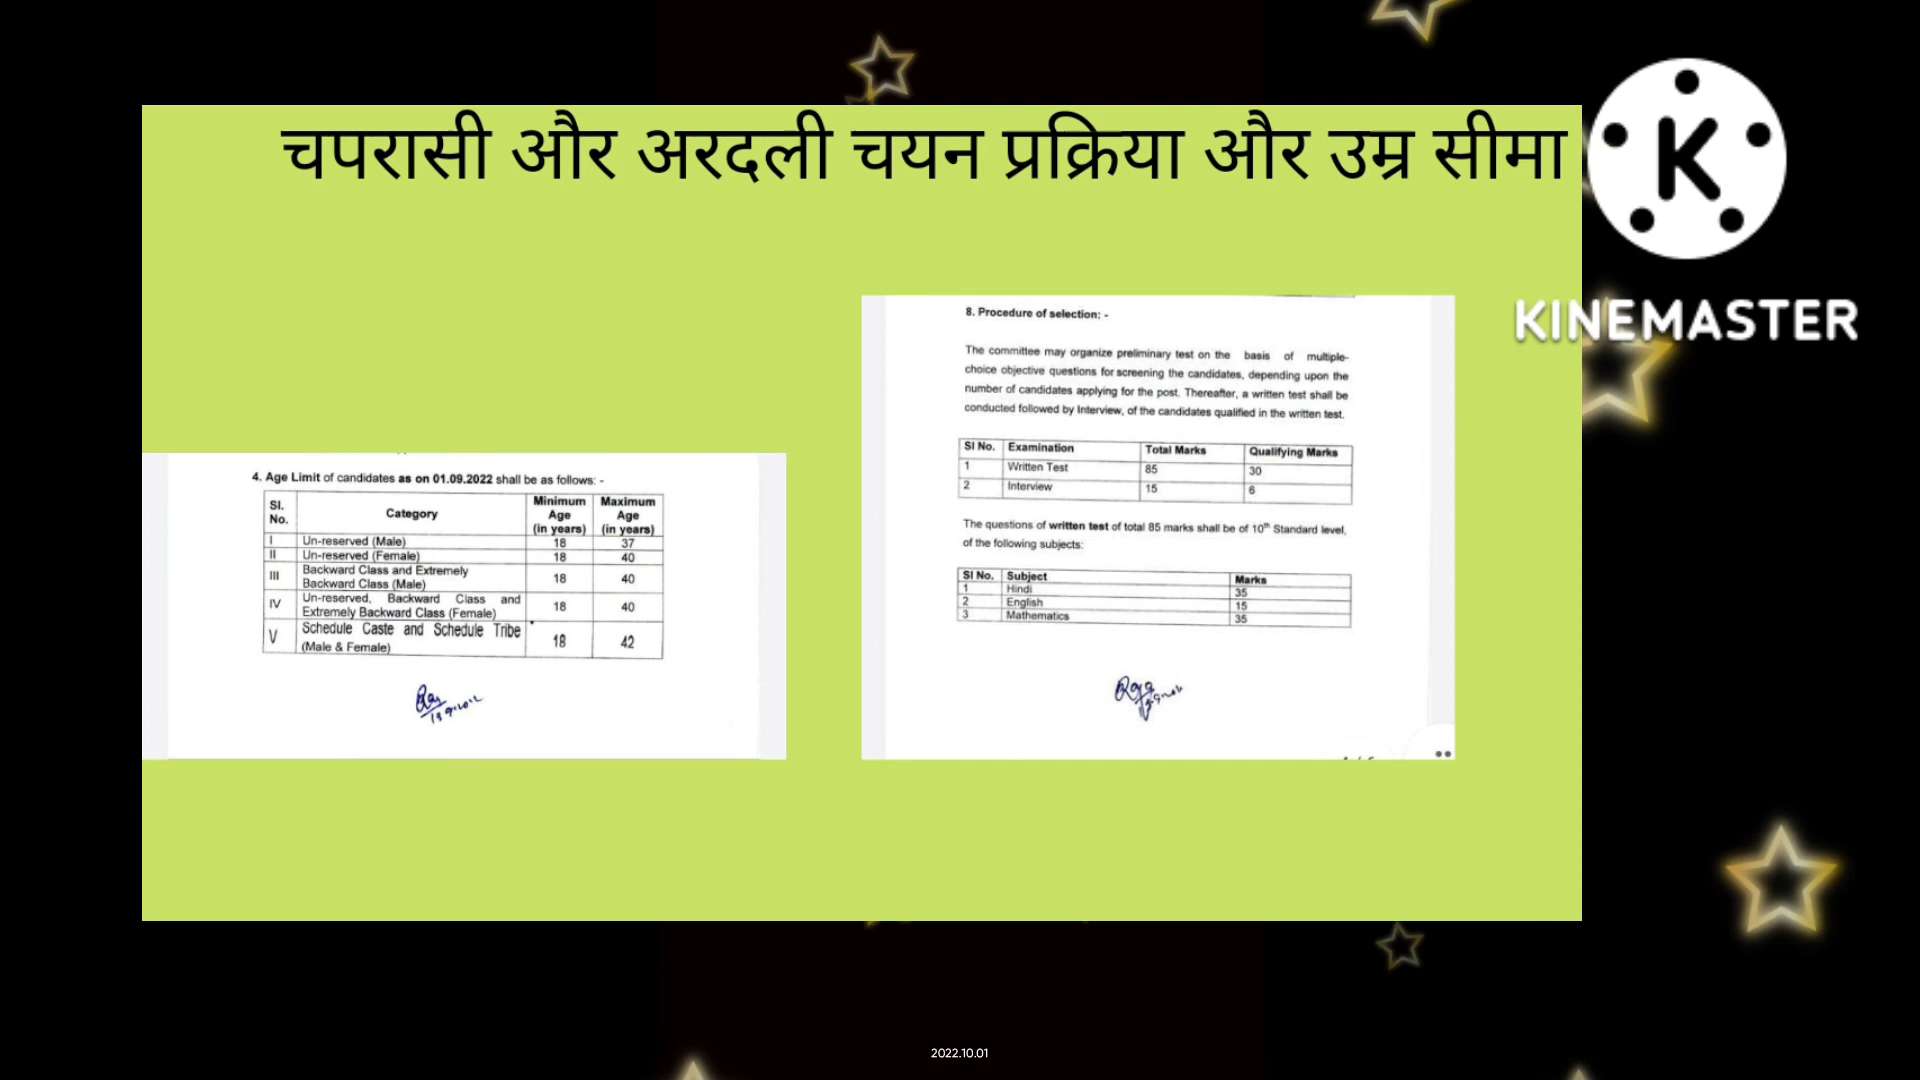 चपरासी और अरदली चयन प्रक्रिया और उम्र सीमा
KINEMASTER
4. Age Limit of candidates as on 01.09.2022 shall be as follows: -
Sl. No. Category Minimum Age (in years) Maximum Age (in years)
I Un-reserved (Male) 18 37
II Un-reserved (Female) 18 40
III Backward Class and Extremely Backward Class (Male) 18 40
IV Un-reserved, Backward Class and Extremely Backward Class (Female) 18 40
V Schedule Caste and Schedule Tribe (Male & Female) 18 42
8. Procedure of selection: -
The committee may organize preliminary test on the basis of multiple-
choice objective questions for screening the candidates, depending upon the
number of candidates applying for the post. Thereafter, a written test shall be
conducted followed by Interview, of the candidates qualified in the written test.
Sl No. Examination Total Marks Qualifying Marks
1 Written Test 85 30
2 Interview 15 6
The questions of written test of total 85 marks shall be of 10th Standard level,
of the following subjects:
Sl No. Subject Marks
1 Hindi 35
2 English 15
3 Mathematics 35
2022.10.01